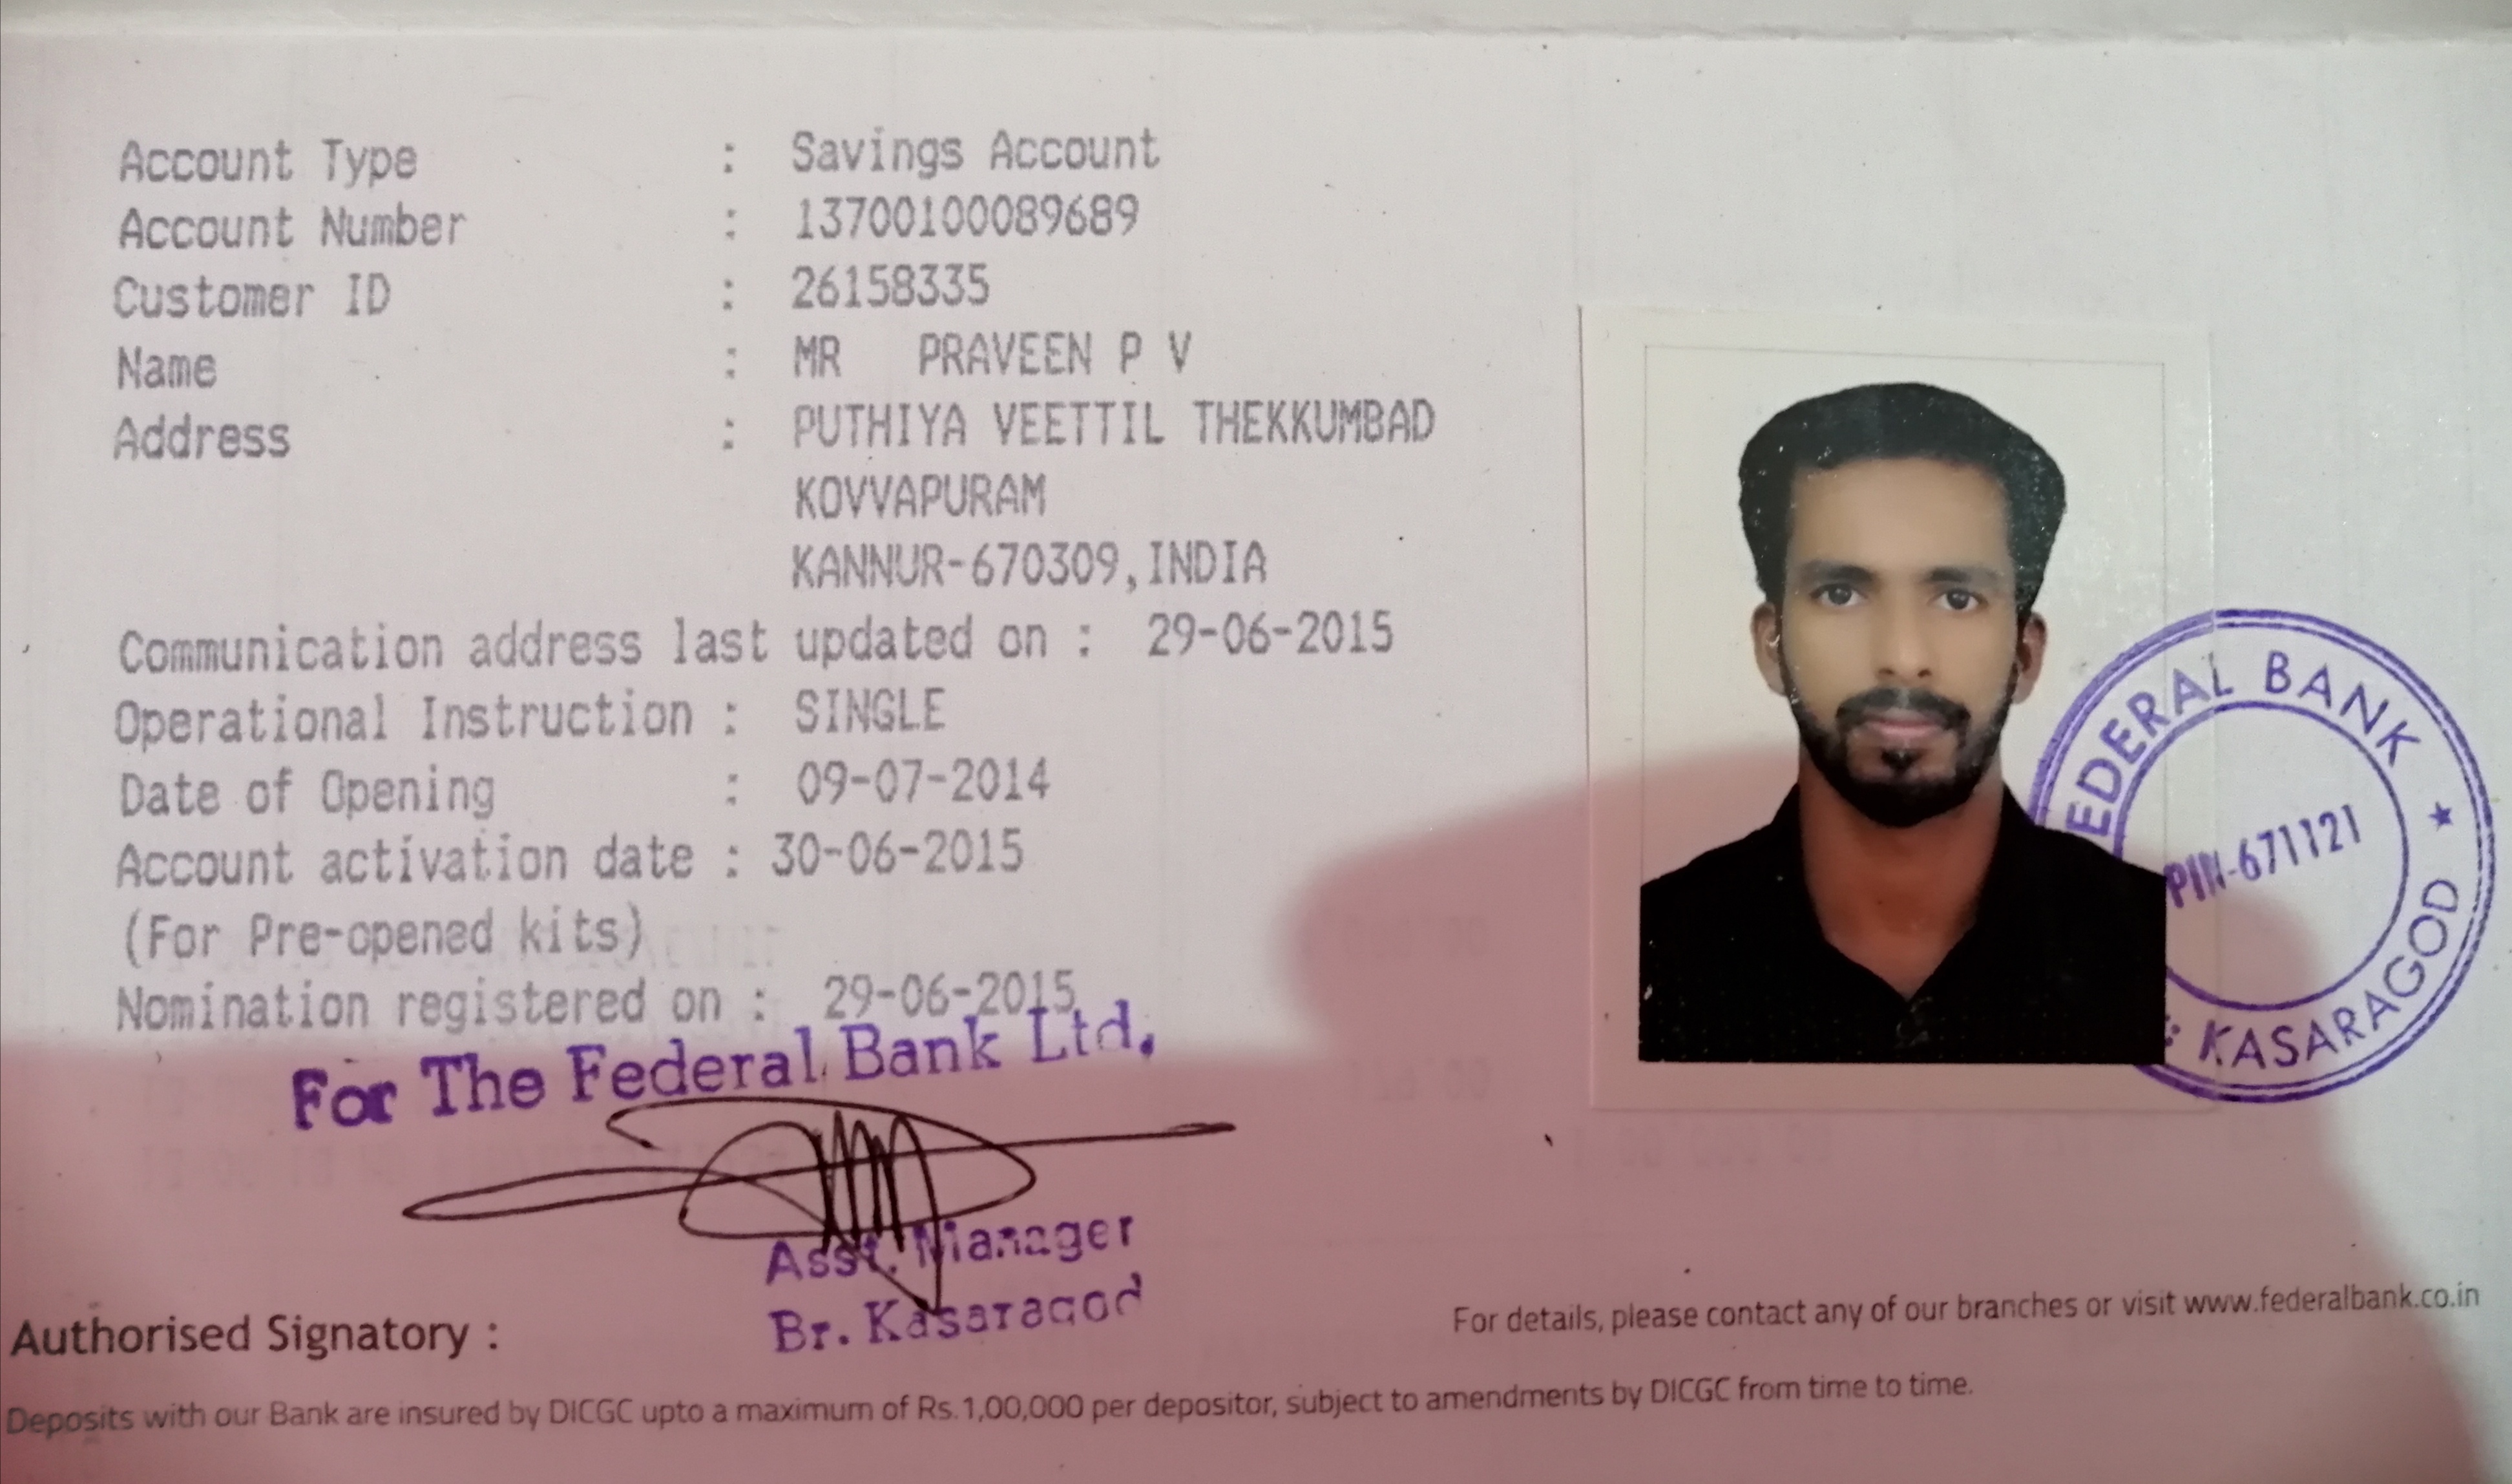 Account Type : Savings Account
Account Number : 13700100089689
Customer ID : 26158335
Name : MR PRAVEEN P V
Address : PUTHIYA VEETTIL THEKKUMBAD
KOVVAPURAM
KANNUR-670309,INDIA
Communication address last updated on : 29-06-2015
Operational Instruction : SINGLE
Date of Opening : 09-07-2014
Account activation date : 30-06-2015
(For Pre-opened kits)
Nomination registered on : 29-06-2015
FEDERAL BANK
PIN-671121
KASARAGOD
For The Federal Bank Ltd.
Asst. Manager
Br. Kasaragod
Authorised Signatory :
For details, please contact any of our branches or visit www.federalbank.co.in
Deposits with our Bank are insured by DICGC upto a maximum of Rs.1,00,000 per depositor, subject to amendments by DICGC from time to time.